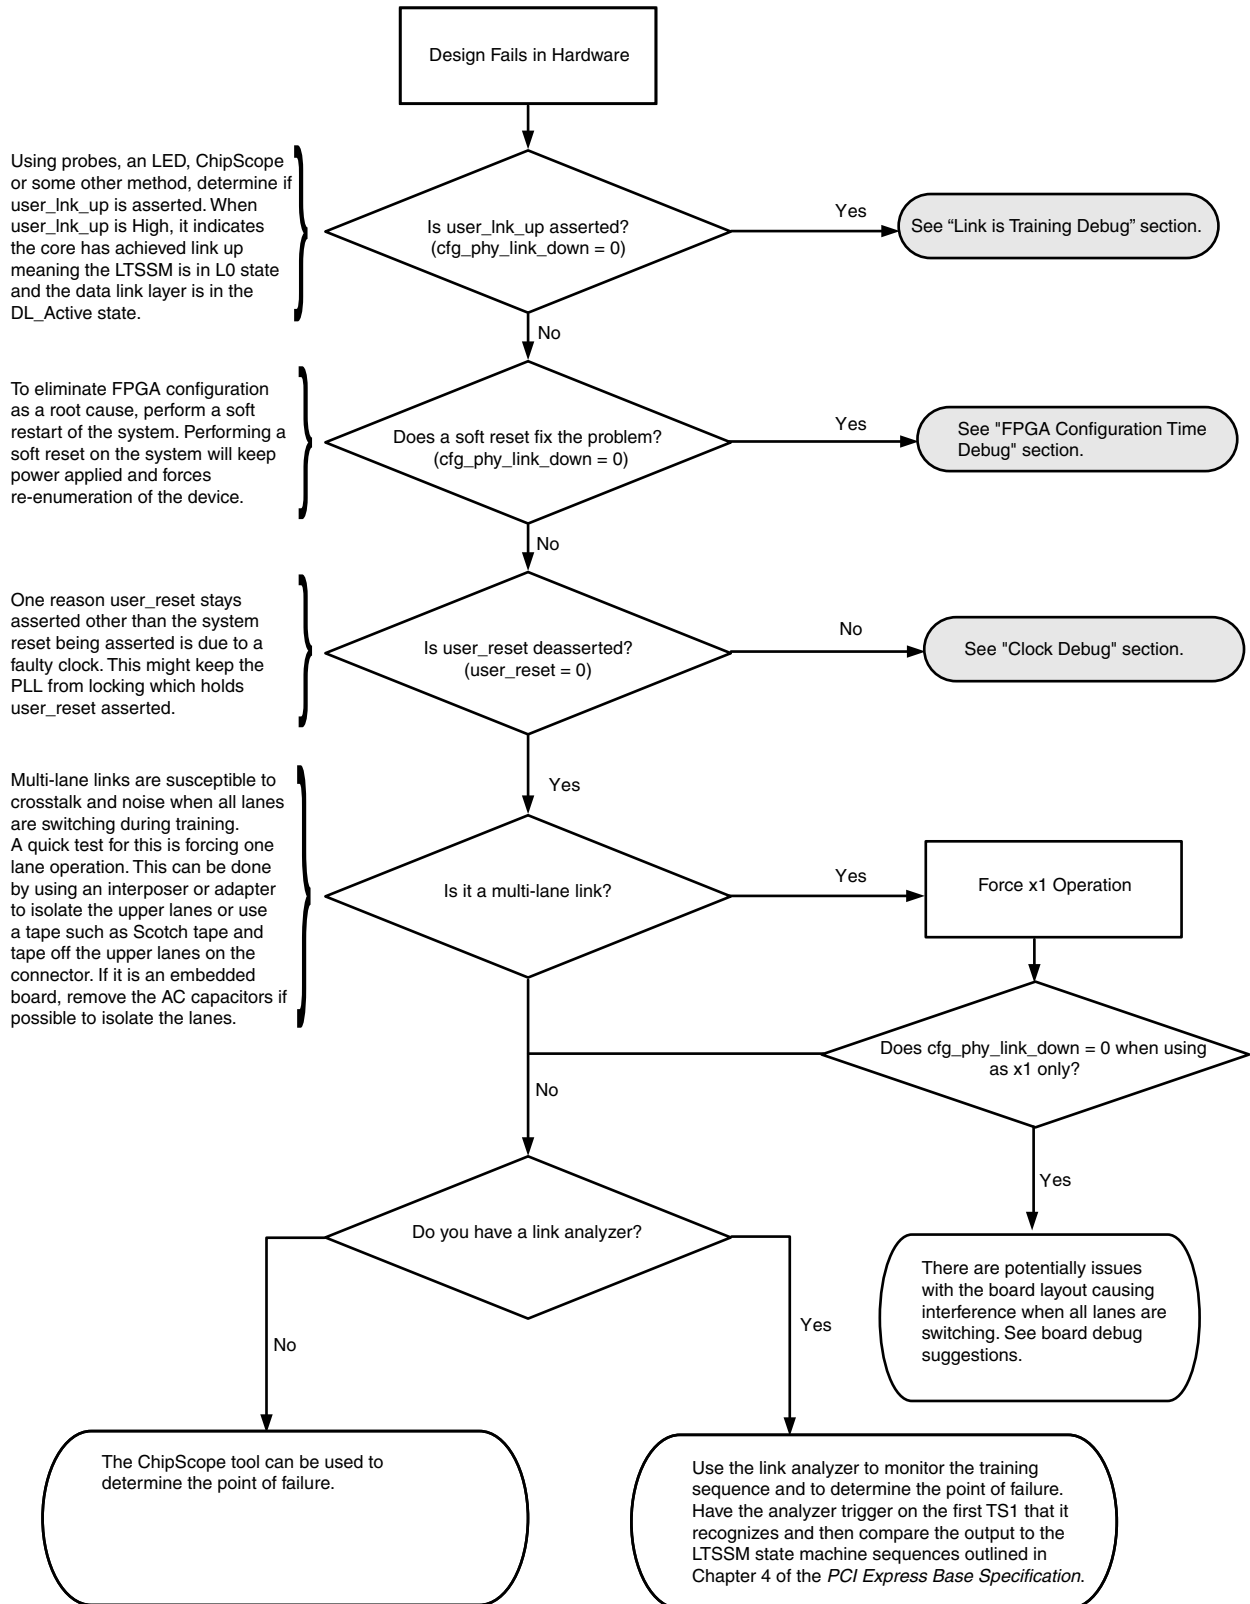 Design Fails in Hardware
Using probes, an LED, ChipScope
or some other method, determine if
user_lnk_up is asserted. When
user_lnk_up is High, it indicates
the core has achieved link up
meaning the LTSSM is in L0 state
and the data link layer is in the
DL_Active state.
Is user_lnk_up asserted?
(cfg_phy_link_down = 0)
Yes
See “Link is Training Debug” section.
No
To eliminate FPGA configuration
as a root cause, perform a soft
restart of the system. Performing a
soft reset on the system will keep
power applied and forces
re-enumeration of the device.
Does a soft reset fix the problem?
(cfg_phy_link_down = 0)
Yes
See "FPGA Configuration Time
Debug" section.
No
One reason user_reset stays
asserted other than the system
reset being asserted is due to a
faulty clock. This might keep the
PLL from locking which holds
user_reset asserted.
Is user_reset deasserted?
(user_reset = 0)
No
See "Clock Debug" section.
Yes
Multi-lane links are susceptible to
crosstalk and noise when all lanes
are switching during training.
A quick test for this is forcing one
lane operation. This can be done
by using an interposer or adapter
to isolate the upper lanes or use
a tape such as Scotch tape and
tape off the upper lanes on the
connector. If it is an embedded
board, remove the AC capacitors if
possible to isolate the lanes.
Is it a multi-lane link?
Yes
Force x1 Operation
Does cfg_phy_link_down = 0 when using
as x1 only?
No
Yes
There are potentially issues
with the board layout causing
interference when all lanes are
switching. See board debug
suggestions.
Do you have a link analyzer?
No
Yes
The ChipScope tool can be used to
determine the point of failure.
Use the link analyzer to monitor the training
sequence and to determine the point of failure.
Have the analyzer trigger on the first TS1 that it
recognizes and then compare the output to the
LTSSM state machine sequences outlined in
Chapter 4 of the PCI Express Base Specification.